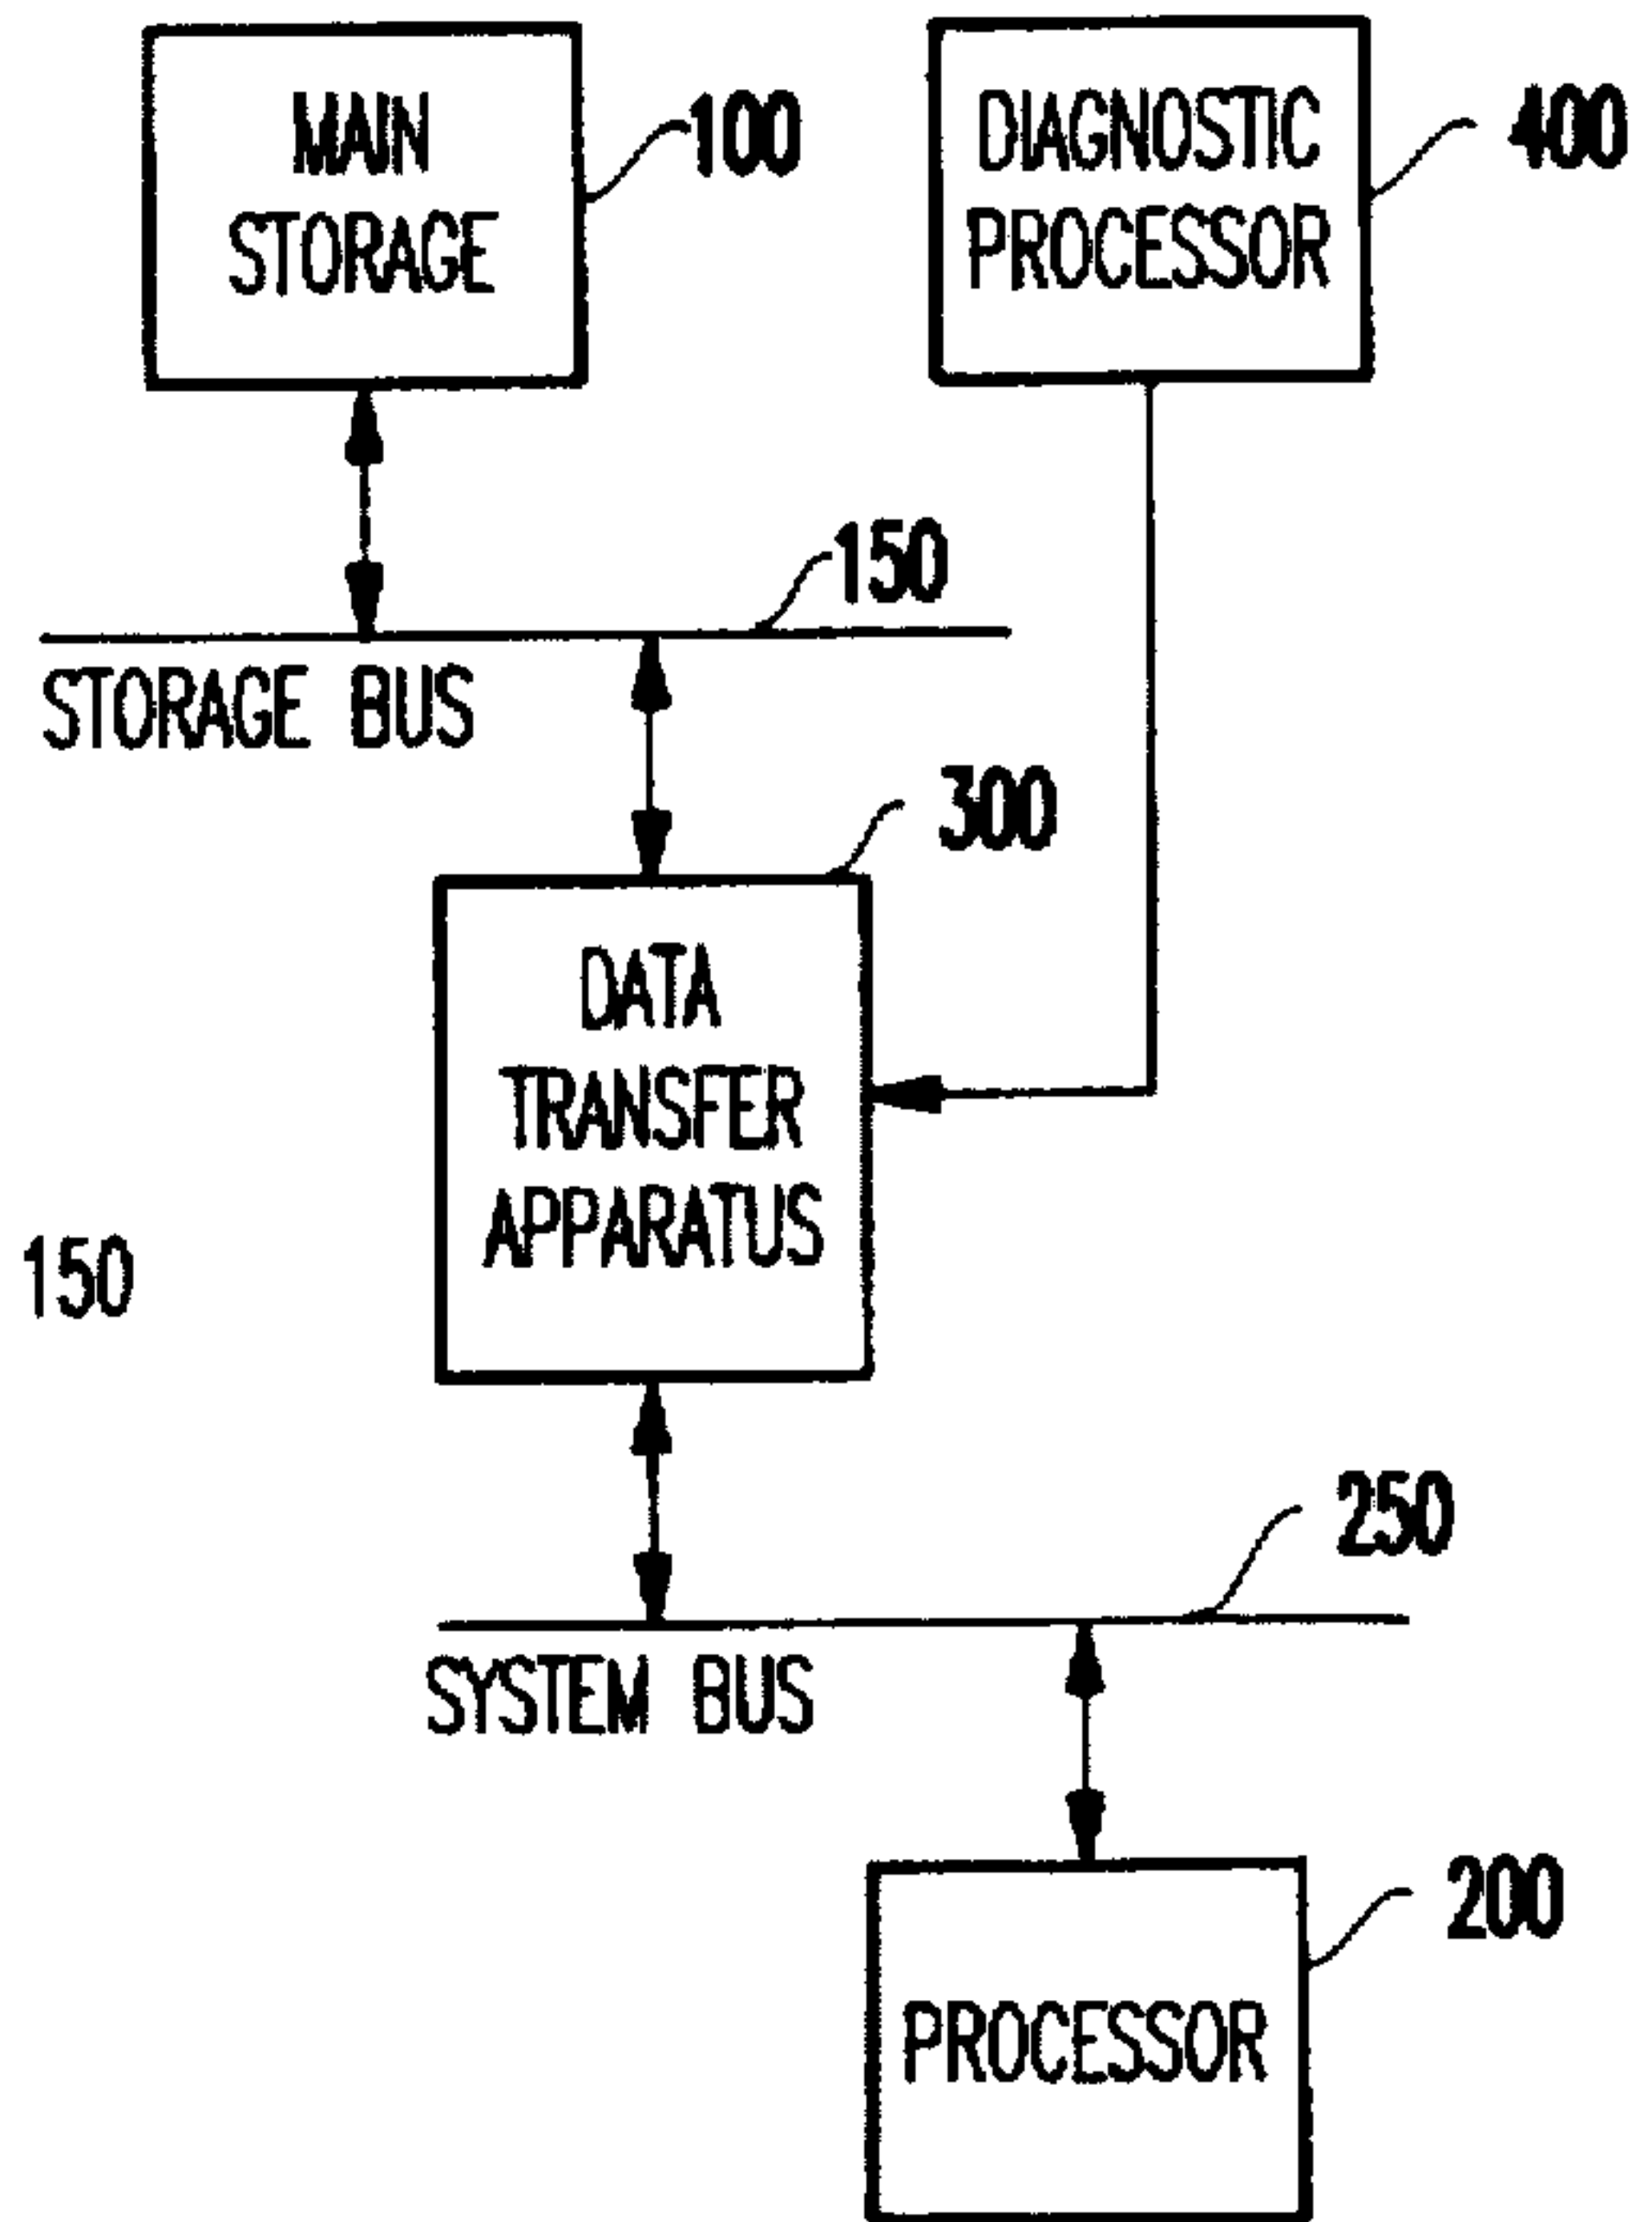 MAIN
STORAGE
100
DIAGNOSTIC
PROCESSOR
400
150
STORAGE BUS
300
DATA
TRANSFER
APPARATUS
150
250
SYSTEM BUS
200
PROCESSOR